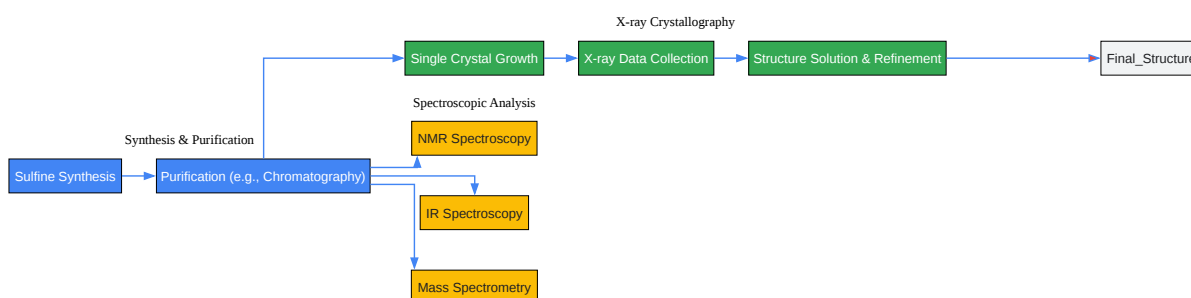 X-ray Crystallography
Single Crystal Growth
X-ray Data Collection
Structure Solution & Refinement
Final_Structure
Spectroscopic Analysis
NMR Spectroscopy
Synthesis & Purification
Sulfine Synthesis
Purification (e.g., Chromatography)
IR Spectroscopy
Mass Spectrometry